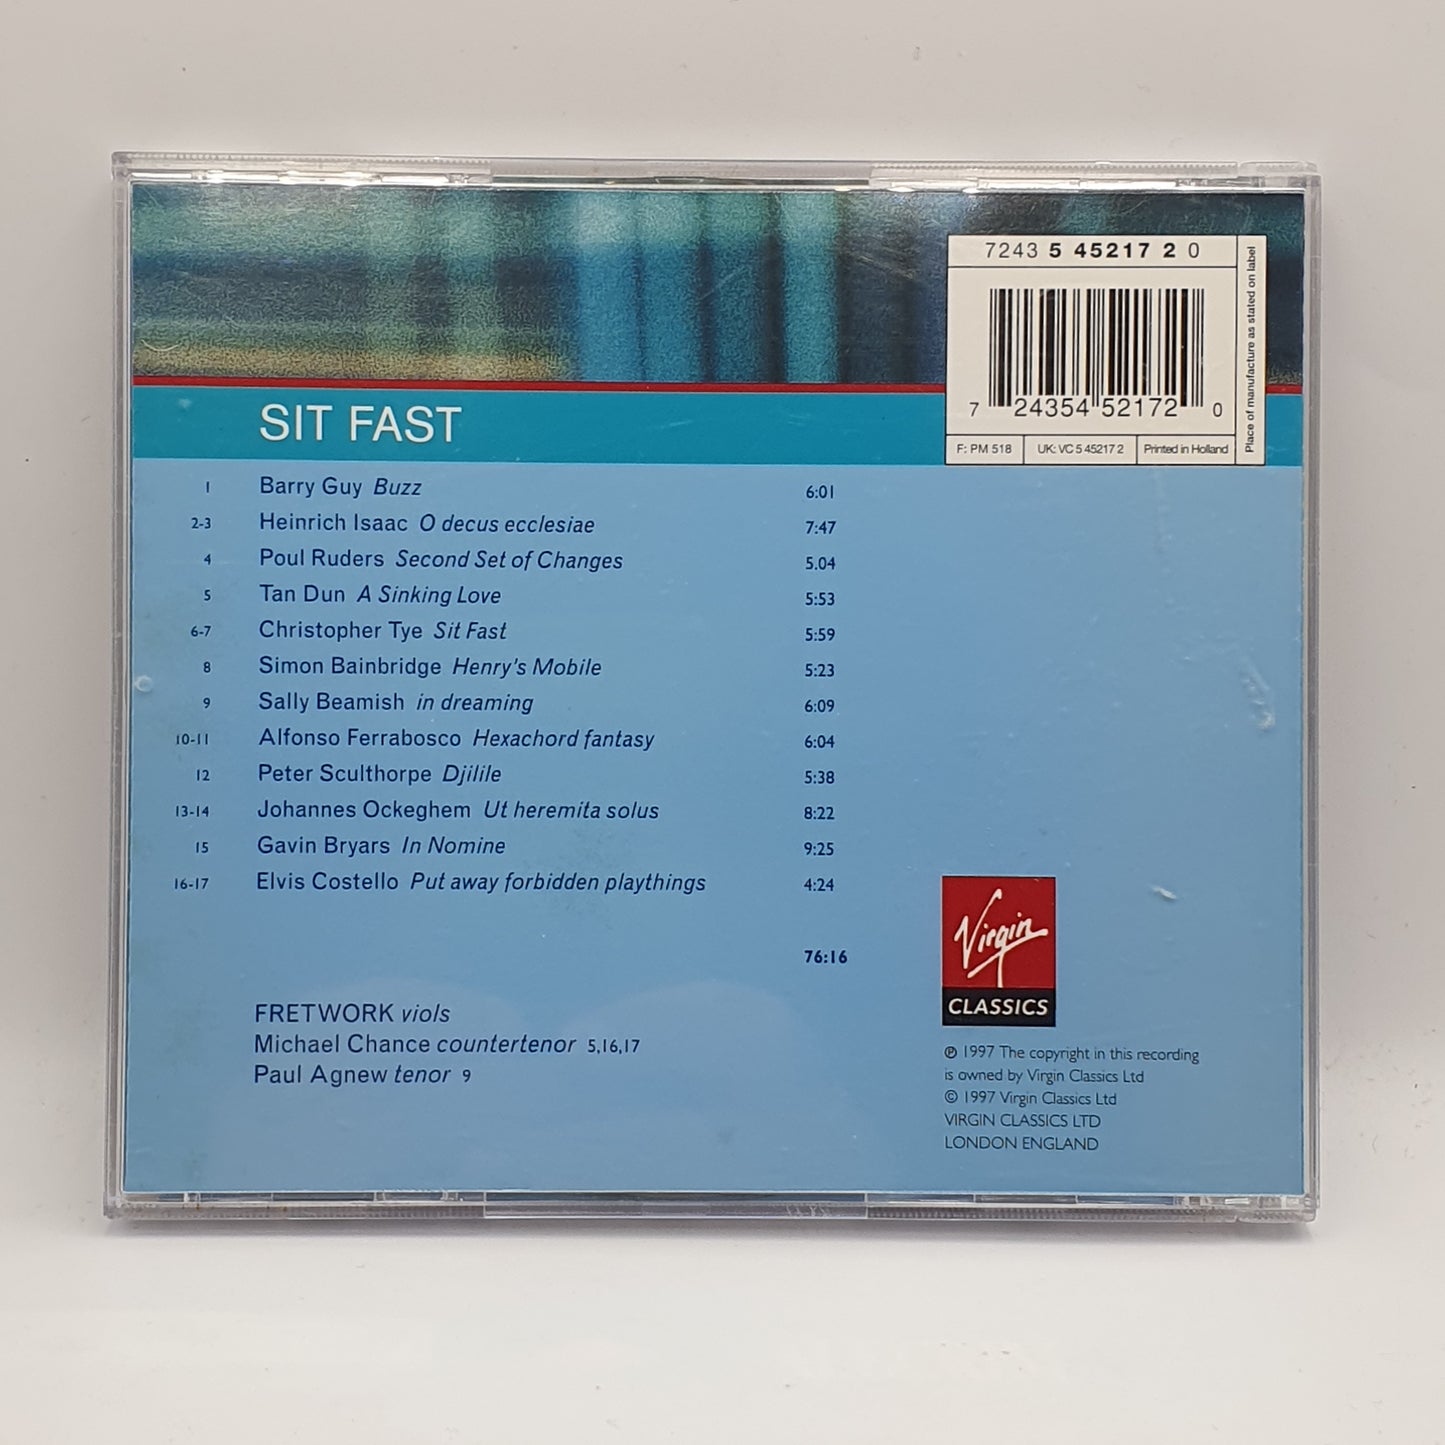 7243 5 45217 2 0
7 24354 52172 0
F: PM 518 UK: VC 5 45217 2 Printed in Holland
Place of manufacture as stated on label
SIT FAST
1 Barry Guy Buzz 6:01
2-3 Heinrich Isaac O decus ecclesiae 7:47
4 Poul Ruders Second Set of Changes 5.04
5 Tan Dun A Sinking Love 5:53
6-7 Christopher Tye Sit Fast 5:59
8 Simon Bainbridge Henry's Mobile 5:23
9 Sally Beamish in dreaming 6:09
10-11 Alfonso Ferrabosco Hexachord fantasy 6:04
12 Peter Sculthorpe Djilile 5:38
13-14 Johannes Ockeghem Ut heremita solus 8:22
15 Gavin Bryars In Nomine 9:25
16-17 Elvis Costello Put away forbidden playthings 4:24
76:16
FRETWORK viols
Michael Chance countertenor 5,16,17
Paul Agnew tenor 9
Virgin
CLASSICS
℗ 1997 The copyright in this recording
is owned by Virgin Classics Ltd
© 1997 Virgin Classics Ltd
VIRGIN CLASSICS LTD
LONDON ENGLAND